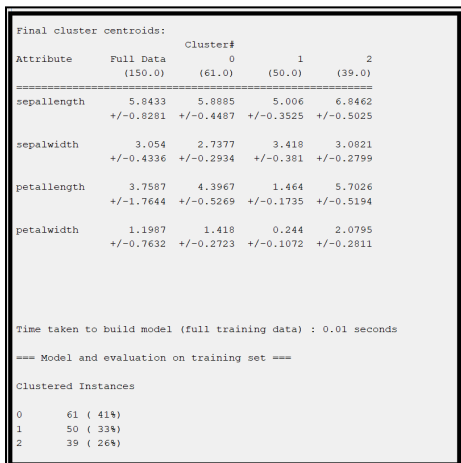 Final cluster centroids:
Cluster#
Attribute Full Data 0 1 2
(150.0) (61.0) (50.0) (39.0)
==============================================================
sepallength 5.8433 5.8885 5.006 6.8462
+/-0.8281 +/-0.4487 +/-0.3525 +/-0.5025
sepalwidth 3.054 2.7377 3.418 3.0821
+/-0.4336 +/-0.2934 +/-0.381 +/-0.2799
petallength 3.7587 4.3967 1.464 5.7026
+/-1.7644 +/-0.5269 +/-0.1735 +/-0.5194
petalwidth 1.1987 1.418 0.244 2.0795
+/-0.7632 +/-0.2723 +/-0.1072 +/-0.2811
Time taken to build model (full training data) : 0.01 seconds
=== Model and evaluation on training set ===
Clustered Instances
0 61 ( 41%)
1 50 ( 33%)
2 39 ( 26%)